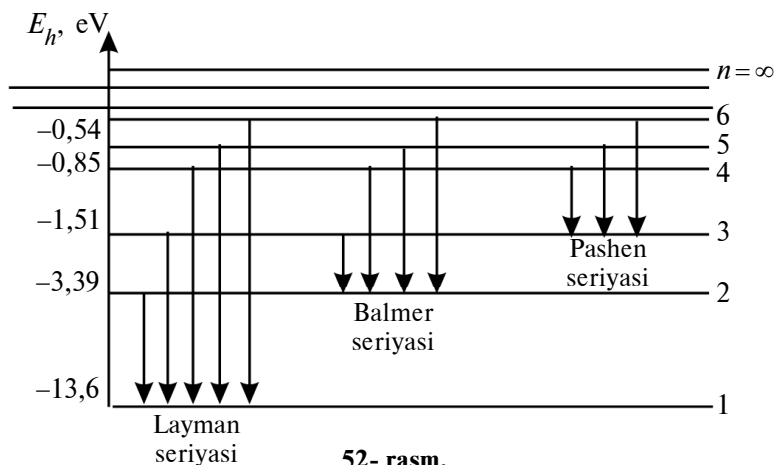 E_h, eV
n = ∞
6
–0,54
5
–0,85
4
–1,51
3
Pashen
seriyasi
–3,39
2
Balmer
seriyasi
–13,6
1
Layman
seriyasi
52- rasm.